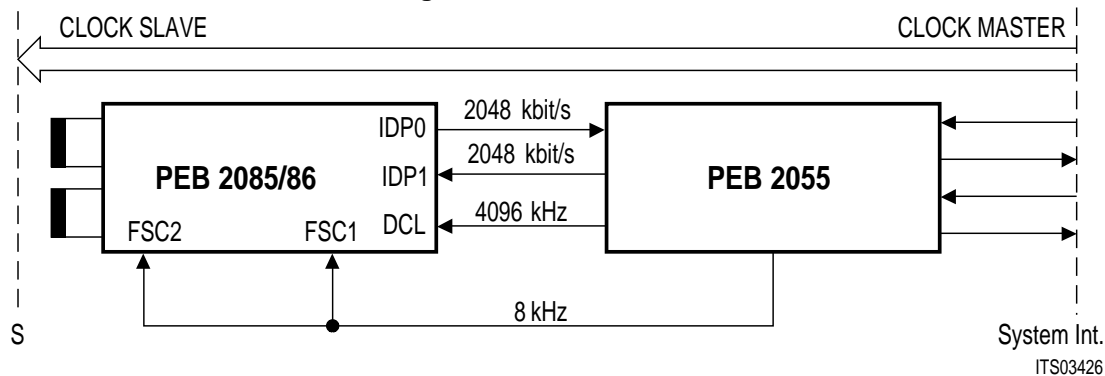 CLOCK SLAVE
CLOCK MASTER
IDP0
2048 kbit/s
PEB 2085/86
IDP1
2048 kbit/s
PEB 2055
DCL
4096 kHz
FSC2
FSC1
8 kHz
S
System Int.
ITS03426